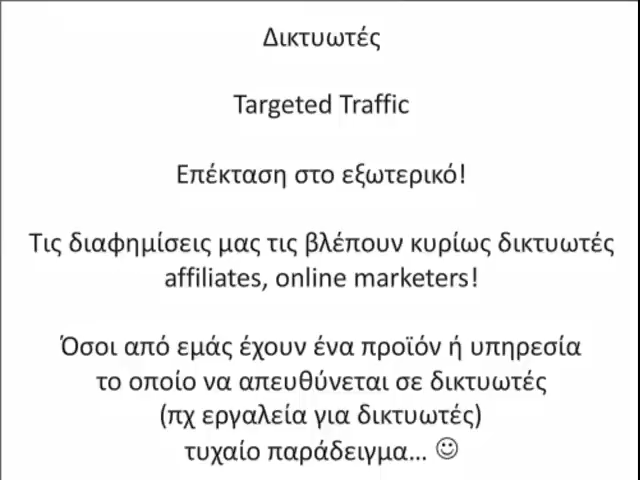 Δικτυωτές
Targeted Traffic
Επέκταση στο εξωτερικό!
Τις διαφημίσεις μας τις βλέπουν κυρίως δικτυωτές
affiliates, online marketers!
Όσοι από εμάς έχουν ένα προϊόν ή υπηρεσία
το οποίο να απευθύνεται σε δικτυωτές
(πχ εργαλεία για δικτυωτές)
τυχαίο παράδειγμα... ☺